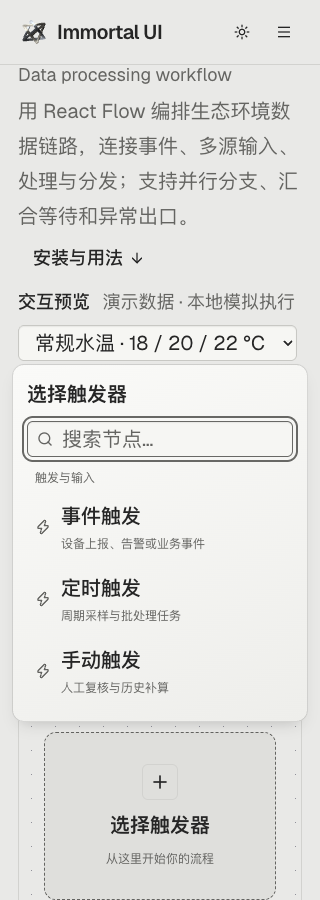 Immortal UI
Data processing workflow
用 React Flow 编排生态环境数
据链路，连接事件、多源输入、
处理与分发；支持并行分支、汇
合等待和异常出口。
安装与用法 ↓
交互预览 演示数据 · 本地模拟执行
常规水温 · 18 / 20 / 22 °C
选择触发器
搜索节点...
触发与输入
事件触发
设备上报、告警或业务事件
定时触发
周期采样与批处理任务
手动触发
人工复核与历史补算
选择触发器
从这里开始你的流程